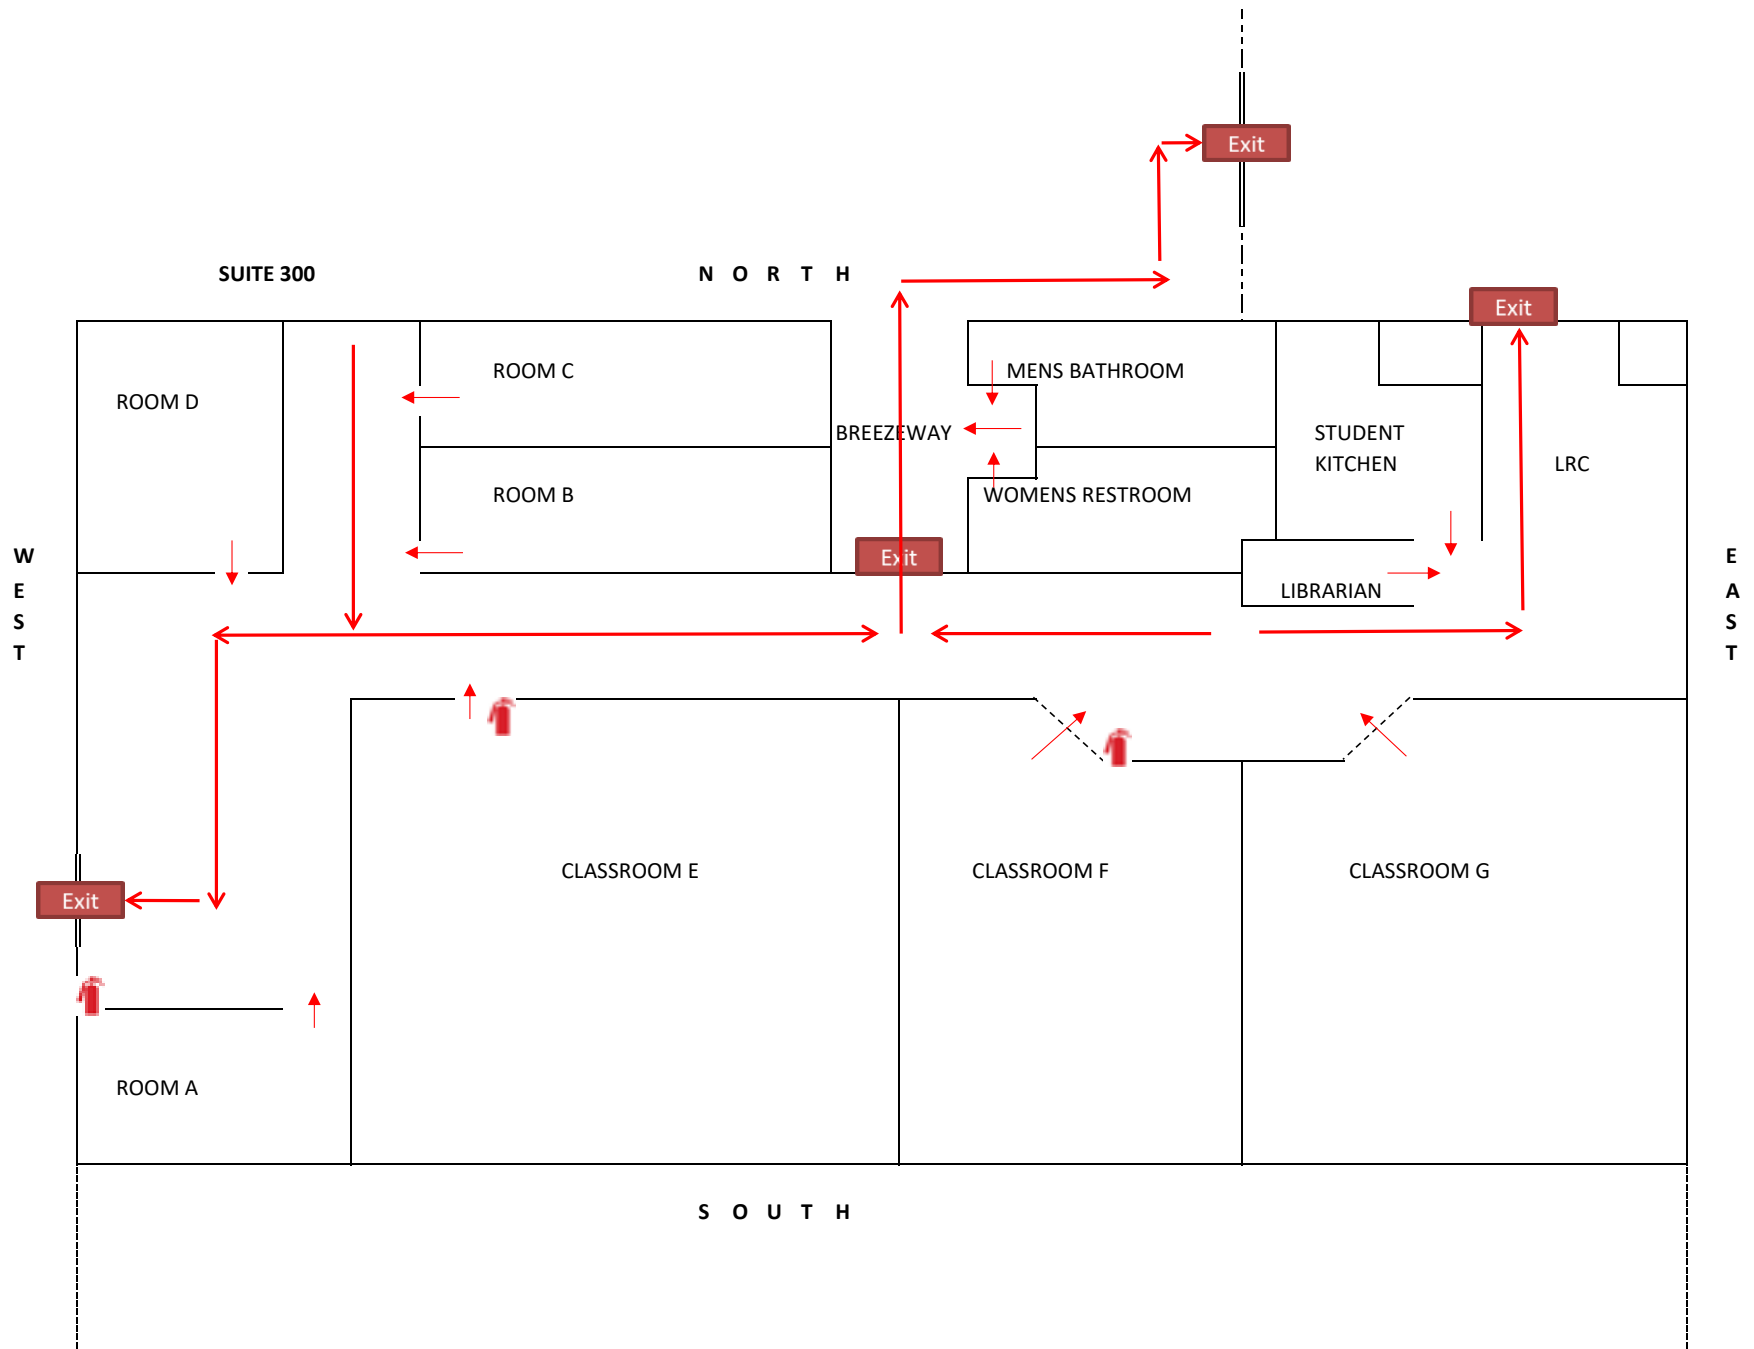 Exit
SUITE 300
N O R T H
Exit
ROOM D
ROOM C
MENS BATHROOM
BREEZEWAY
STUDENT
KITCHEN
LRC
ROOM B
WOMENS RESTROOM
Exit
LIBRARIAN
W
E
S
T
E
A
S
T
CLASSROOM E
CLASSROOM F
CLASSROOM G
Exit
ROOM A
S O U T H